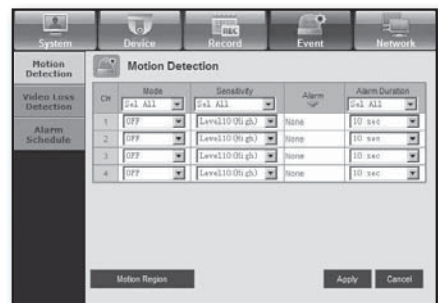 System Device Record Event Network
REC
Motion Detection
Video Loss Detection
Alarm Schedule
Motion Detection
CH Mode Sensitivity Alarm Alarm Duration
Sel All Sel All Sel All
1 OFF Level10(High) None 10 sec
2 OFF Level10(High) None 10 sec
3 OFF Level10(High) None 10 sec
4 OFF Level10(High) None 10 sec
Motion Region Apply Cancel